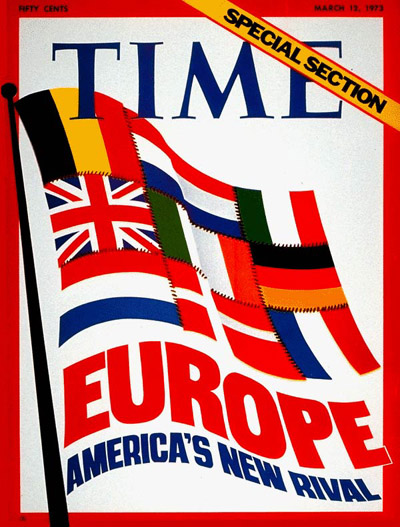 FIFTY CENTS
MARCH 12, 1973
SPECIAL SECTION
TIME
EUROPE
AMERICA'S NEW RIVAL